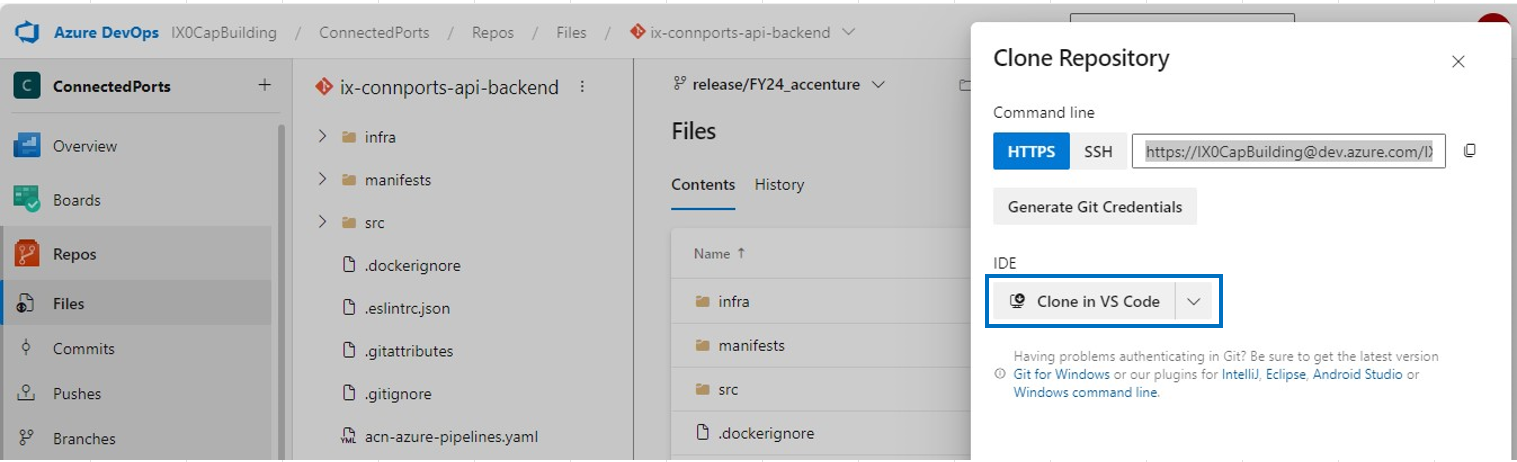 Azure DevOps IX0CapBuilding / ConnectedPorts / Repos / Files / ix-connports-api-backend
C ConnectedPorts +
Overview
Boards
Repos
Files
Commits
Pushes
Branches
ix-connports-api-backend
infra
manifests
src
.dockerignore
.eslintrc.json
.gitattributes
.gitignore
YML acn-azure-pipelines.yaml
release/FY24_accenture
Files
Contents History
Name ↑
infra
manifests
src
.dockerignore
Clone Repository
Command line
HTTPS SSH https://IX0CapBuilding@dev.azure.com/IX
Generate Git Credentials
IDE
Clone in VS Code
Having problems authenticating in Git? Be sure to get the latest version
Git for Windows or our plugins for IntelliJ, Eclipse, Android Studio or
Windows command line.